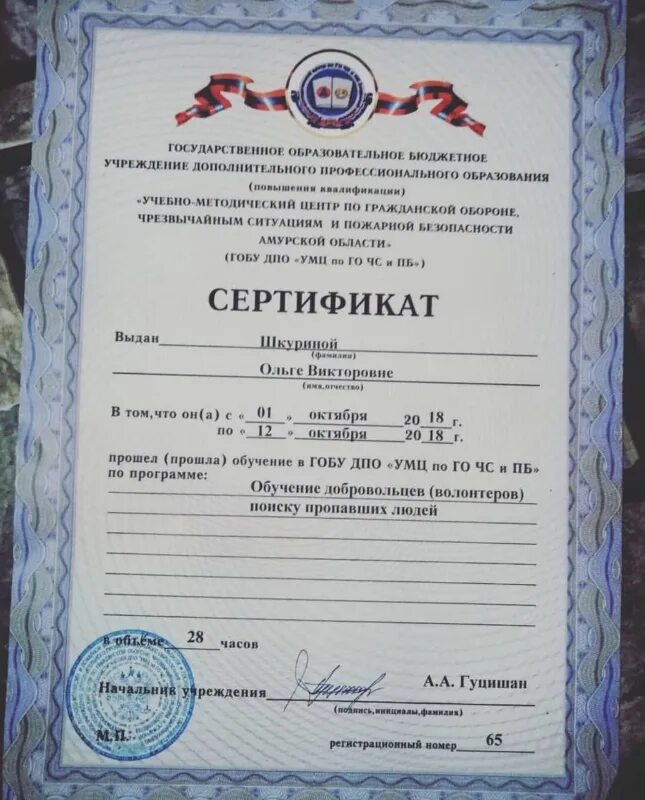 ГОСУДАРСТВЕННОЕ ОБРАЗОВАТЕЛЬНОЕ БЮДЖЕТНОЕ
УЧРЕЖДЕНИЕ ДОПОЛНИТЕЛЬНОГО ПРОФЕССИОНАЛЬНОГО ОБРАЗОВАНИЯ
(повышения квалификации)
«УЧЕБНО-МЕТОДИЧЕСКИЙ ЦЕНТР ПО ГРАЖДАНСКОЙ ОБОРОНЕ,
ЧРЕЗВЫЧАЙНЫМ СИТУАЦИЯМ И ПОЖАРНОЙ БЕЗОПАСНОСТИ
АМУРСКОЙ ОБЛАСТИ»
(ГОБУ ДПО «УМЦ по ГО ЧС и ПБ»)
СЕРТИФИКАТ
Выдан Шкуриной
(фамилия)
Ольге Викторовне
(имя,отчество)
В том,что он(а) с « 01 » октября 20 18 г.
по « 12 » октября 20 18 г.
прошел (прошла) обучение в ГОБУ ДПО «УМЦ по ГО ЧС и ПБ»
по программе:
Обучение добровольцев (волонтеров)
поиску пропавших людей
в объеме 28 часов
Начальник учреждения А.А. Гуцишан
(подпись,инициалы,фамилия)
М.П.
регистрационный номер 65